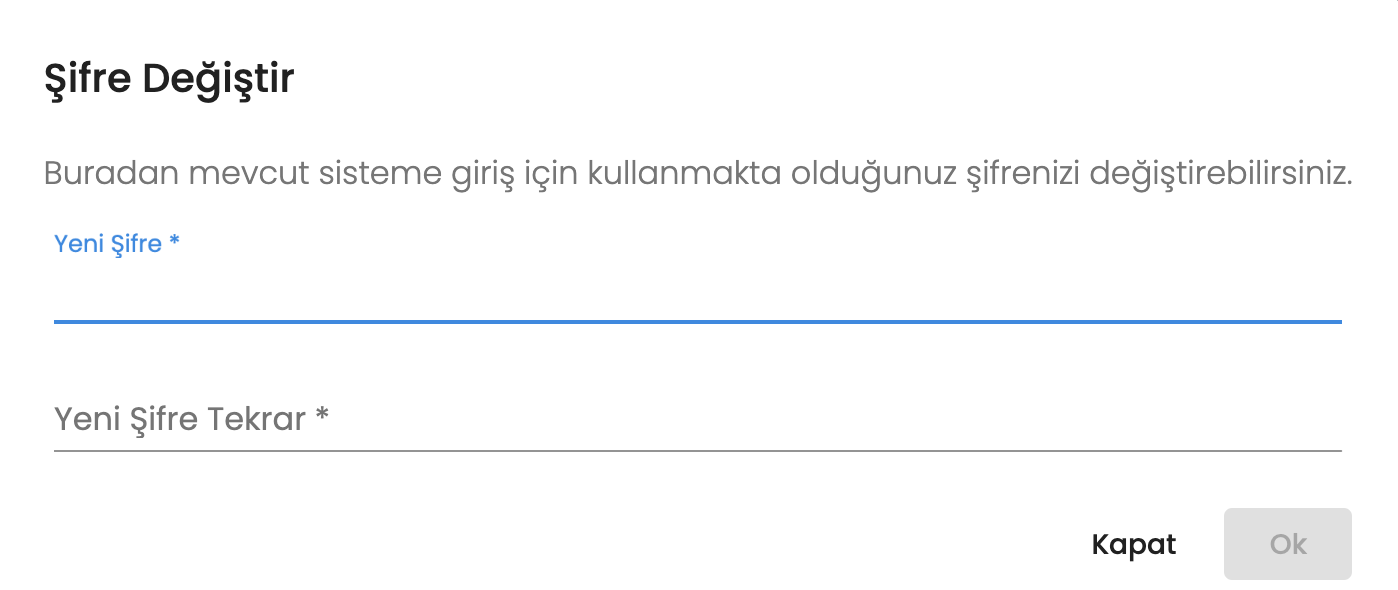 Şifre Değiştir
Buradan mevcut sisteme giriş için kullanmakta olduğunuz şifrenizi değiştirebilirsiniz.
Yeni Şifre *
Yeni Şifre Tekrar *
Kapat
Ok